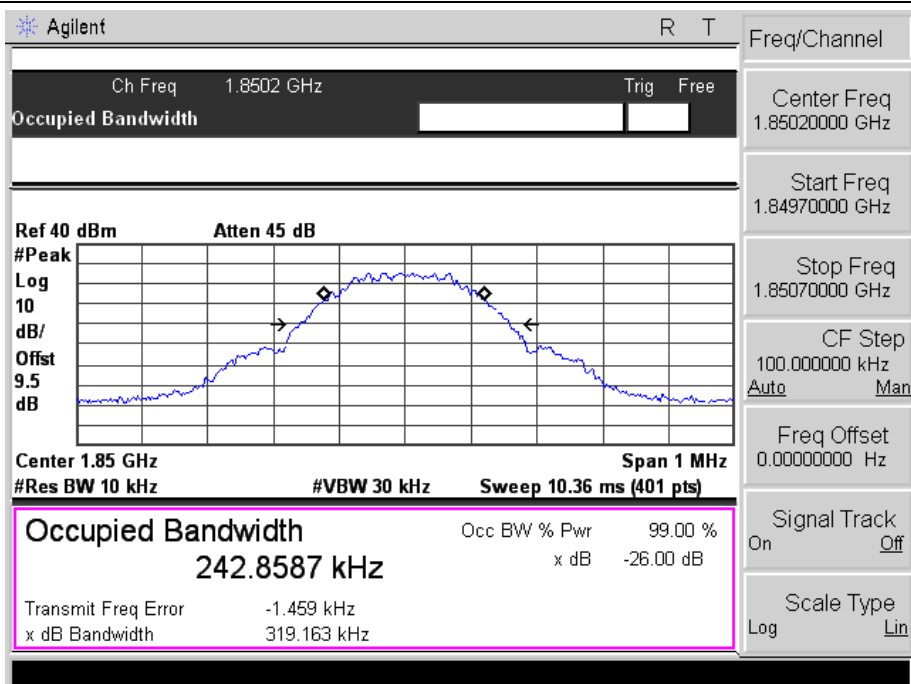 Agilent R T
Ch Freq 1.8502 GHz Trig Free
Occupied Bandwidth
Ref 40 dBm Atten 45 dB
#Peak
Log
10
dB/
Offst
9.5
dB
Center 1.85 GHz Span 1 MHz
#Res BW 10 kHz #VBW 30 kHz Sweep 10.36 ms (401 pts)
Occupied Bandwidth Occ BW % Pwr 99.00 %
242.8587 kHz x dB -26.00 dB
Transmit Freq Error -1.459 kHz
x dB Bandwidth 319.163 kHz
Freq/Channel
Center Freq
1.85020000 GHz
Start Freq
1.84970000 GHz
Stop Freq
1.85070000 GHz
CF Step
100.000000 kHz
Auto Man
Freq Offset
0.00000000 Hz
Signal Track
On Off
Scale Type
Log Lin